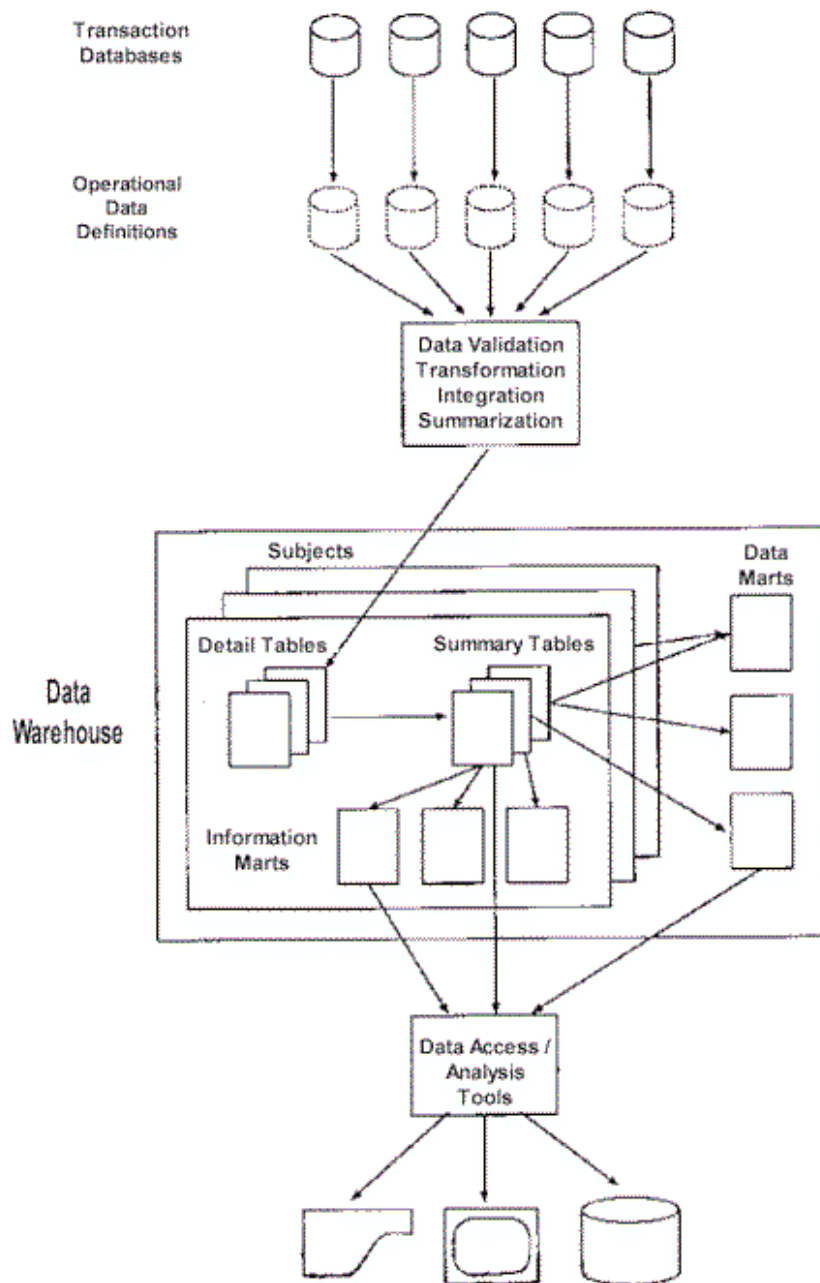 Transaction
Databases
Operational
Data
Definitions
Data Validation
Transformation
Integration
Summarization
Subjects
Data
Marts
Detail Tables
Summary Tables
Data
Warehouse
Information
Marts
Data Access /
Analysis
Tools